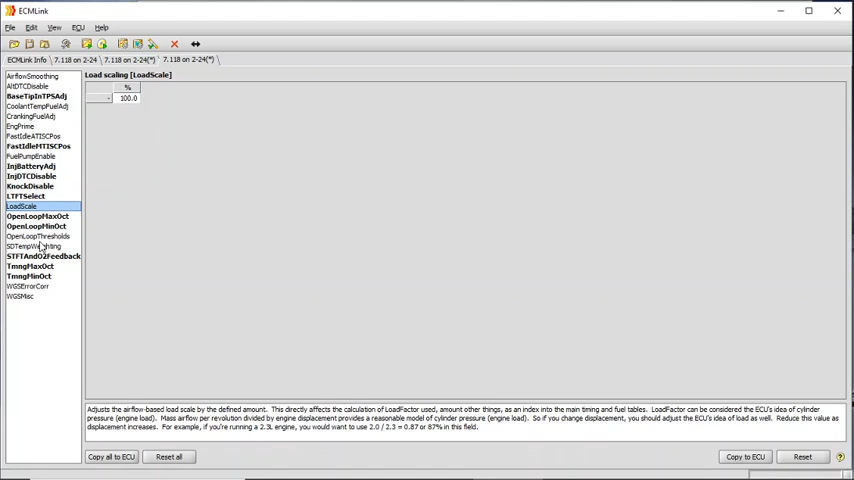 ECMLink
File Edit View ECU Help
ECMLink Info 7.118 on 2-24 7.118 on 2-24(*) 7.118 on 2-24(*)
AirflowSmoothing
AltDTCDisable
BaseTipInTPSAdj
CoolantTempFuelAdj
CrankingFuelAdj
EngPrime
FastIdleATISCPos
FastIdleMTISCPos
FuelPumpEnable
InjBatteryAdj
InjDTCDisable
KnockDisable
LTFTSelect
LoadScale
OpenLoopMaxOct
OpenLoopMinOct
OpenLoopThresholds
SDTempWeighting
STFTAndO2Feedback
TmngMaxOct
TmngMinOct
WGSErrorCorr
WGSMisc
Load scaling [LoadScale]
%
- 100.0
Adjusts the airflow-based load scale by the defined amount. This directly affects the calculation of LoadFactor used, amount other things, as an index into the main timing and fuel tables. LoadFactor can be considered the ECU's idea of cylinder
pressure (engine load). Mass airflow per revolution divided by engine displacement provides a reasonable model of cylinder pressure (engine load). So if you change displacement, you should adjust the ECU's idea of load as well. Reduce this value as
displacement increases. For example, if you're running a 2.3L engine, you would want to use 2.0 / 2.3 = 0.87 or 87% in this field.
Copy all to ECU Reset all Copy to ECU Reset